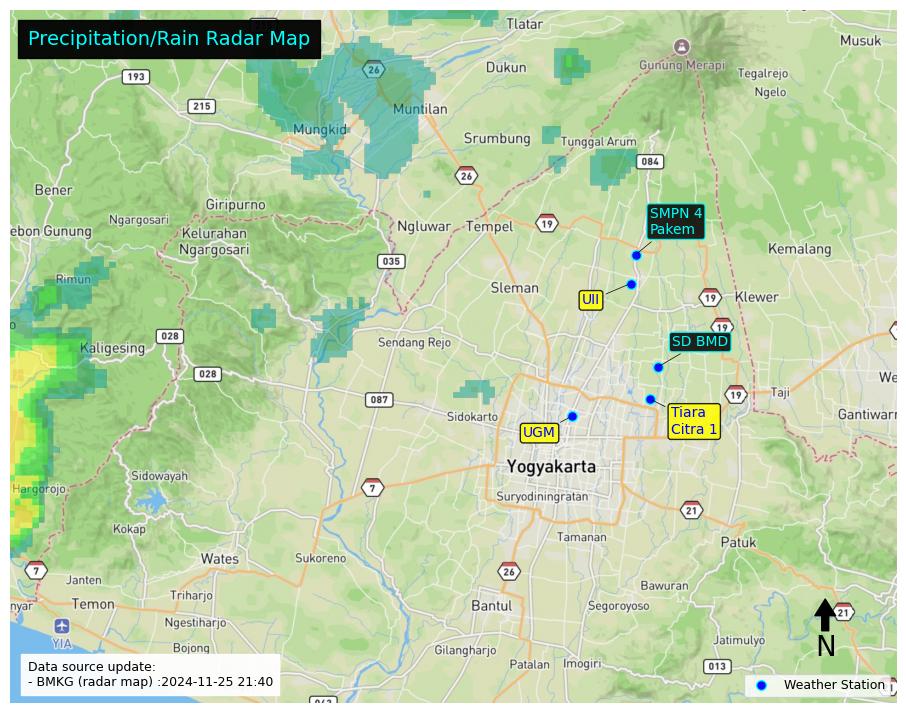 Precipitation/Rain Radar Map
Tlatar
Musuk
26
Dukun
Gunung Merapi
Tegalrejo
193
Ngelo
215
Muntilan
Mungkid
Srumbung
Tunggal Arum
084
26
Bener
Giripurno
SMPN 4
Pakem
Ngargosari
ebon Gunung
Kelurahan
Ngargosari
Ngluwar
Tempel
19
Kemalang
035
Rimun
Sleman
UII
19
Klewer
19
028
Kaligesing
Sendang Rejo
SD BMD
028
087
Sidokarto
19
Taji
We
Tiara
Citra 1
Gantiwarn
UGM
Yogyakarta
Sidowayah
Hargorojo
7
Suryodiningratan
21
Kokap
Tamanan
Patuk
Wates
Sukoreno
7
26
Janten
Bawuran
Triharjo
nyar
Temon
Bantul
Segoroyoso
21
Ngestiharjo
YIA
Jatimulyo
N
Bojong
Gilangharjo
Patalan
Imogiri
013
Data source update:
- BMKG (radar map) :2024-11-25 21:40
Weather Station